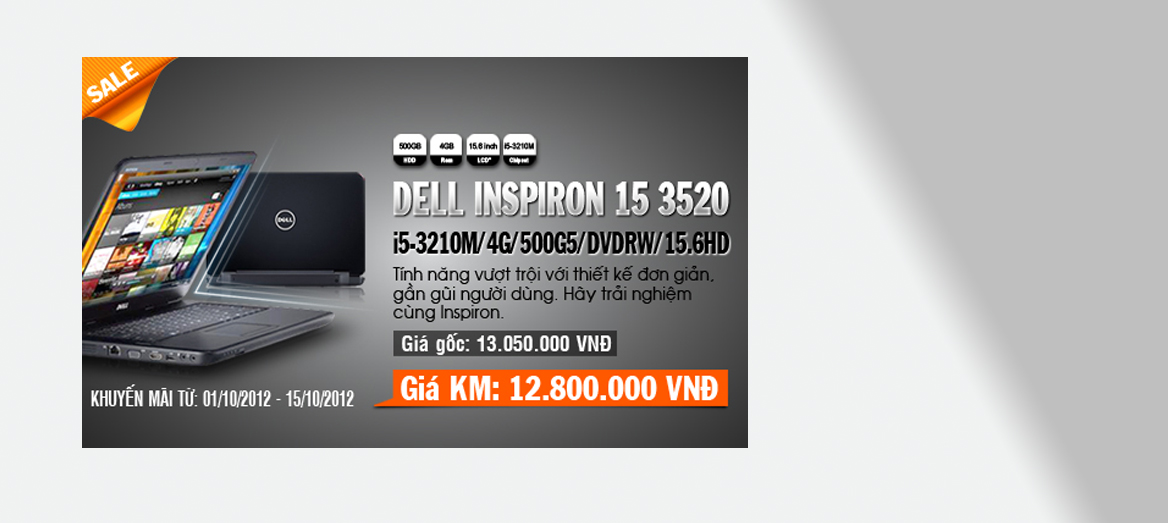 SALE
500GB 4GB 15.6 inch i5-3210M
HDD Ram LCD" Chipset
DELL INSPIRON 15 3520
i5-3210M/4G/500G5/DVDRW/15.6HD
Tính năng vượt trội với thiết kế đơn giản,
gần gũi người dùng. Hãy trải nghiệm
cùng Inspiron.
Giá gốc: 13.050.000 VNĐ
Giá KM: 12.800.000 VNĐ
KHUYẾN MÃI TỪ: 01/10/2012 - 15/10/2012
DELL
DELL